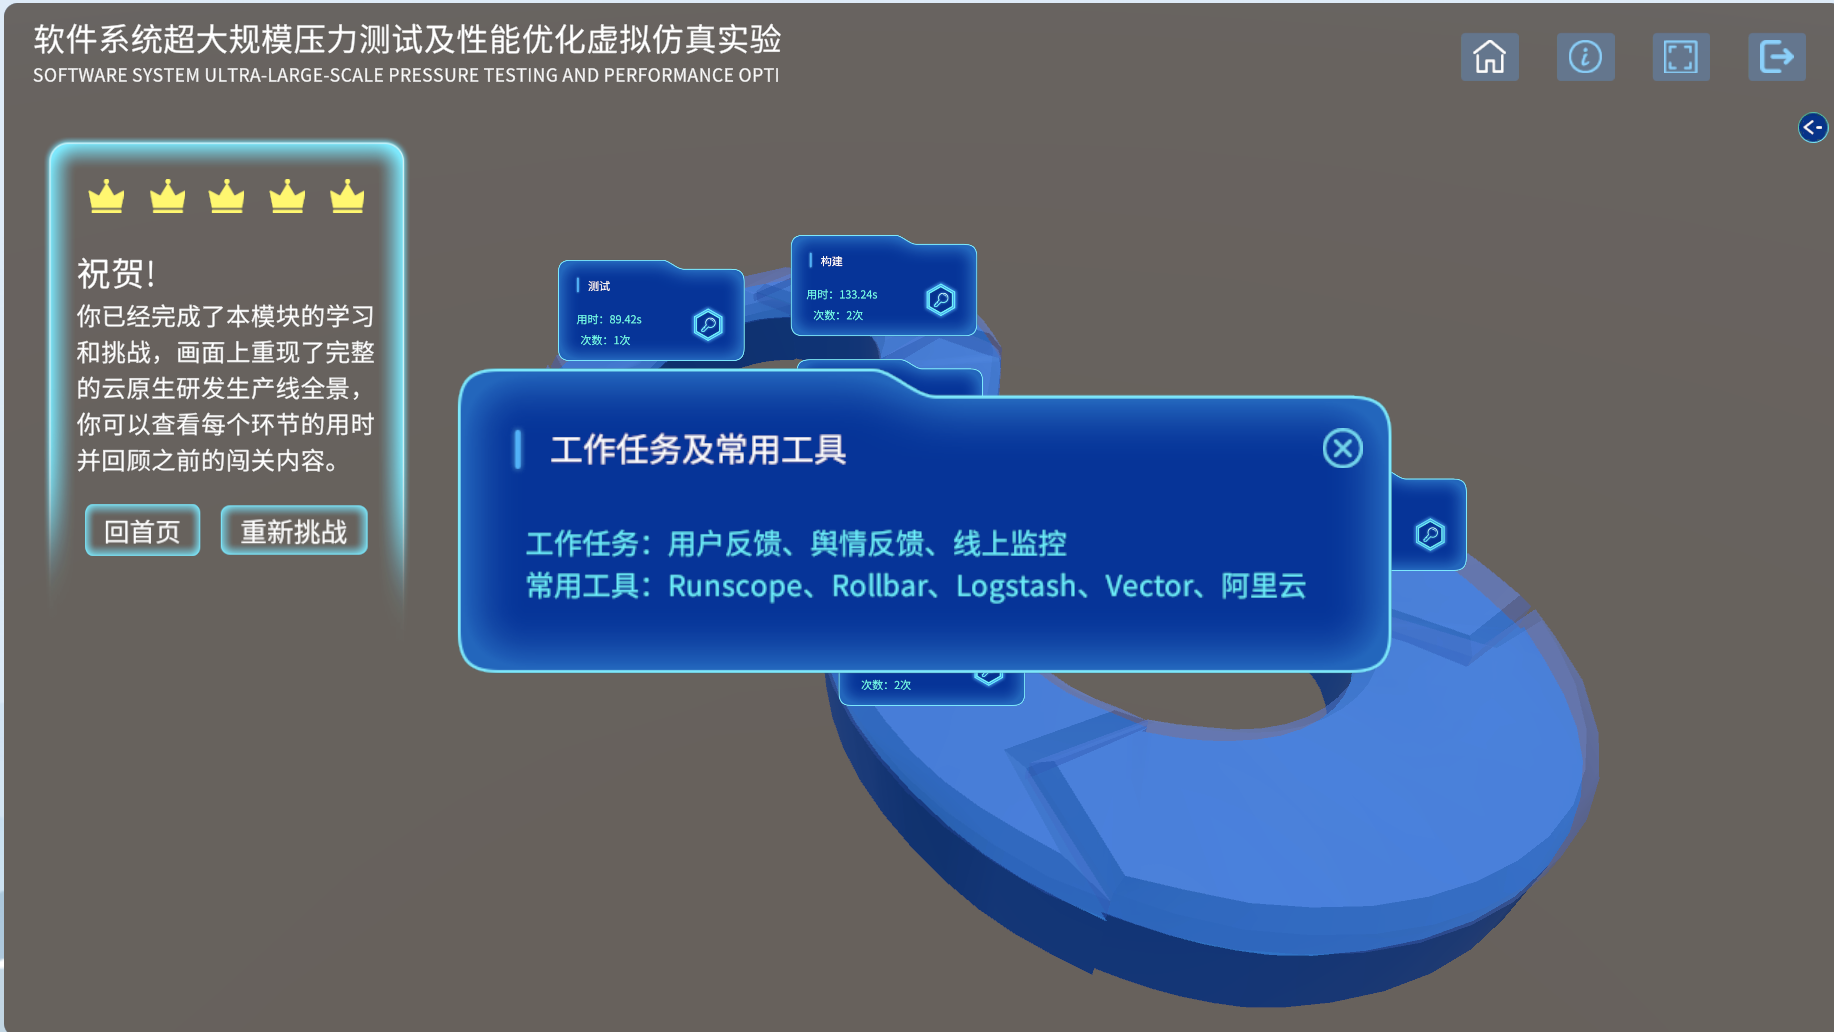 软件系统超大规模压力测试及性能优化虚拟仿真实验
SOFTWARE SYSTEM ULTRA-LARGE-SCALE PRESSURE TESTING AND PERFORMANCE OPTI
祝贺!
你已经完成了本模块的学习
和挑战，画面上重现了完整
的云原生研发生产线全景，
你可以查看每个环节的用时
并回顾之前的闯关内容。
回首页
重新挑战
测试
用时：89.42s
次数：1次
构建
用时：133.24s
次数：2次
工作任务及常用工具
工作任务：用户反馈、舆情反馈、线上监控
常用工具：Runscope、Rollbar、Logstash、Vector、阿里云
次数：2次